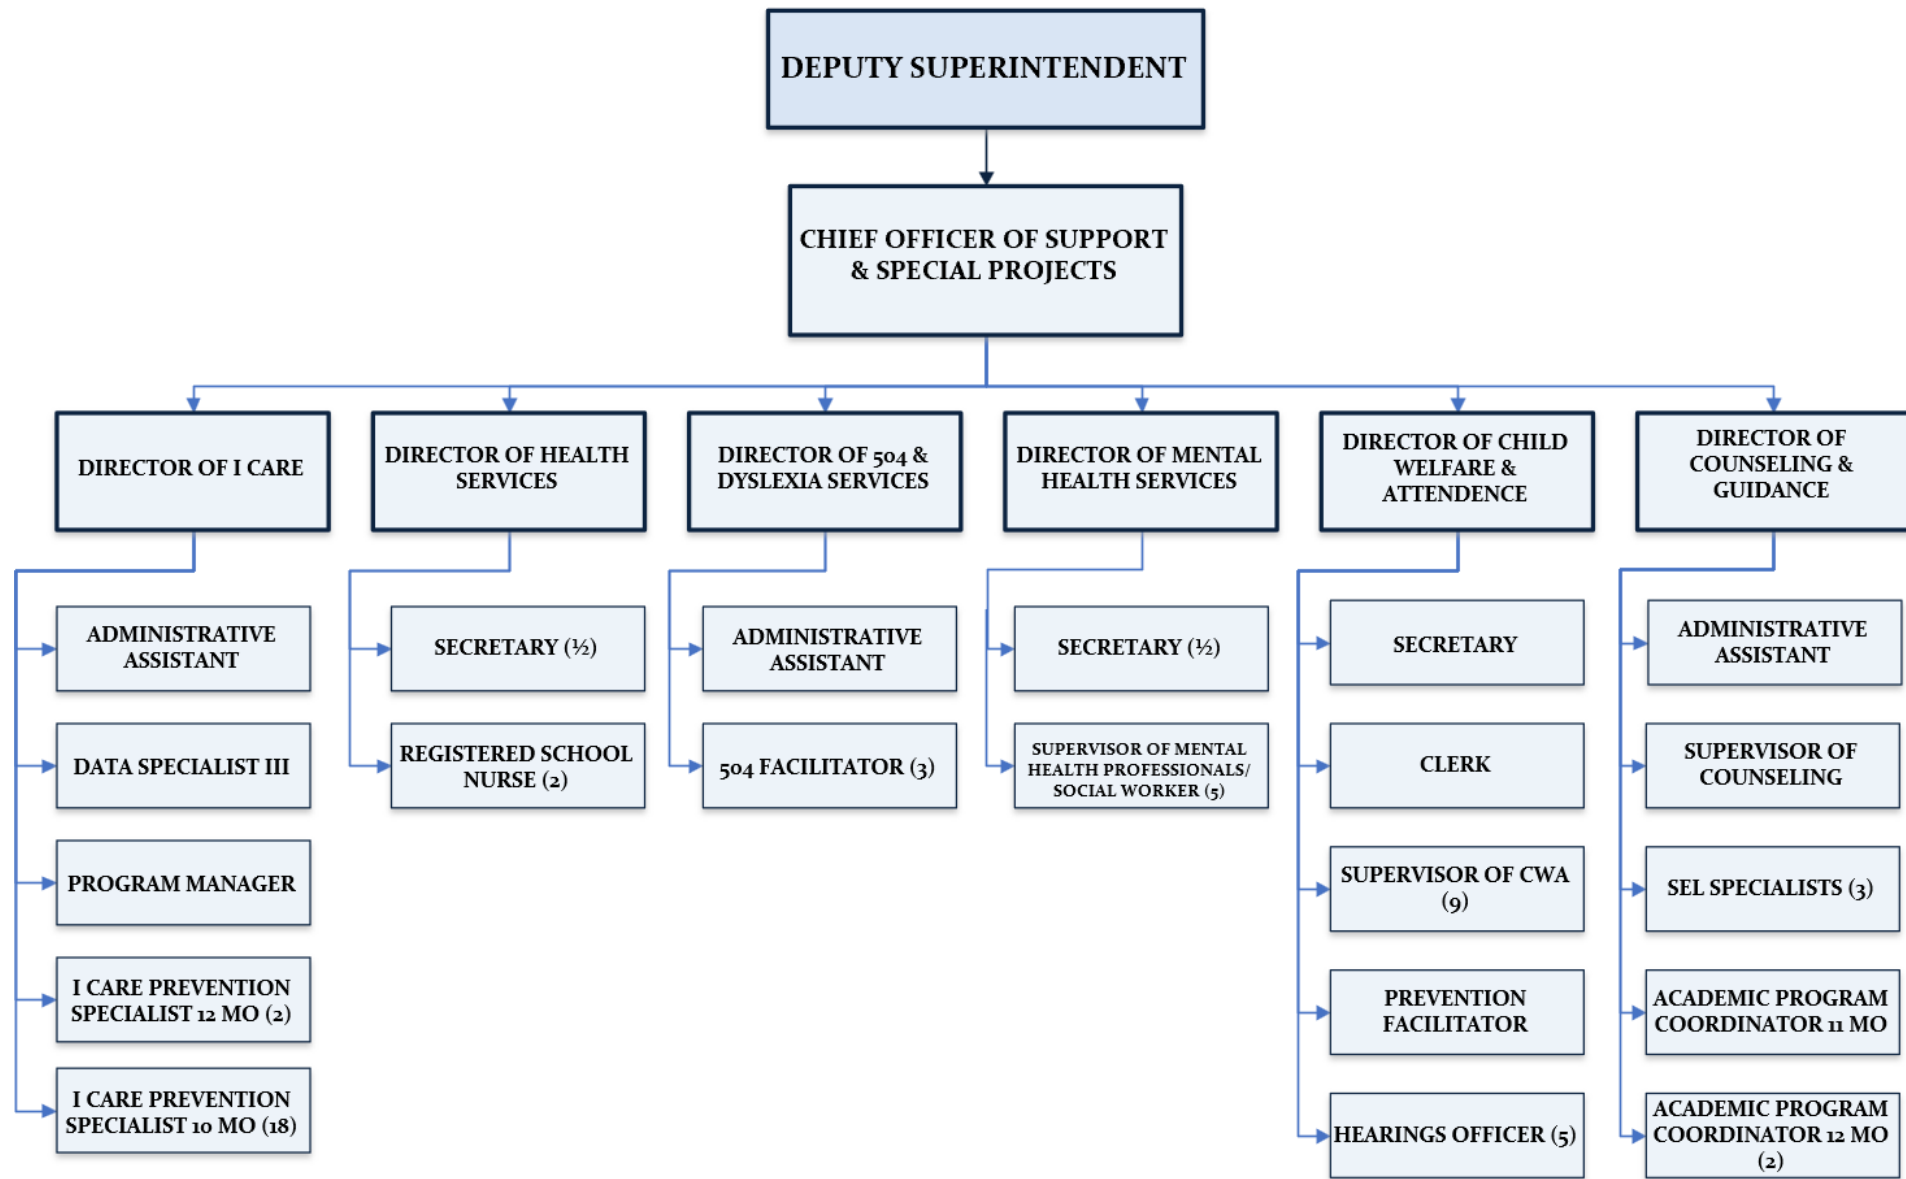 DEPUTY SUPERINTENDENT
CHIEF OFFICER OF SUPPORT
& SPECIAL PROJECTS
DIRECTOR OF I CARE
DIRECTOR OF HEALTH
SERVICES
DIRECTOR OF 504 &
DYSLEXIA SERVICES
DIRECTOR OF MENTAL
HEALTH SERVICES
DIRECTOR OF CHILD
WELFARE &
ATTENDENCE
DIRECTOR OF
COUNSELING &
GUIDANCE
ADMINISTRATIVE
ASSISTANT
DATA SPECIALIST III
PROGRAM MANAGER
I CARE PREVENTION
SPECIALIST 12 MO (2)
I CARE PREVENTION
SPECIALIST 10 MO (18)
SECRETARY (½)
REGISTERED SCHOOL
NURSE (2)
ADMINISTRATIVE
ASSISTANT
504 FACILITATOR (3)
SECRETARY (½)
SUPERVISOR OF MENTAL
HEALTH PROFESSIONALS/
SOCIAL WORKER (5)
SECRETARY
CLERK
SUPERVISOR OF CWA
(9)
PREVENTION
FACILITATOR
HEARINGS OFFICER (5)
ADMINISTRATIVE
ASSISTANT
SUPERVISOR OF
COUNSELING
SEL SPECIALISTS (3)
ACADEMIC PROGRAM
COORDINATOR 11 MO
ACADEMIC PROGRAM
COORDINATOR 12 MO
(2)